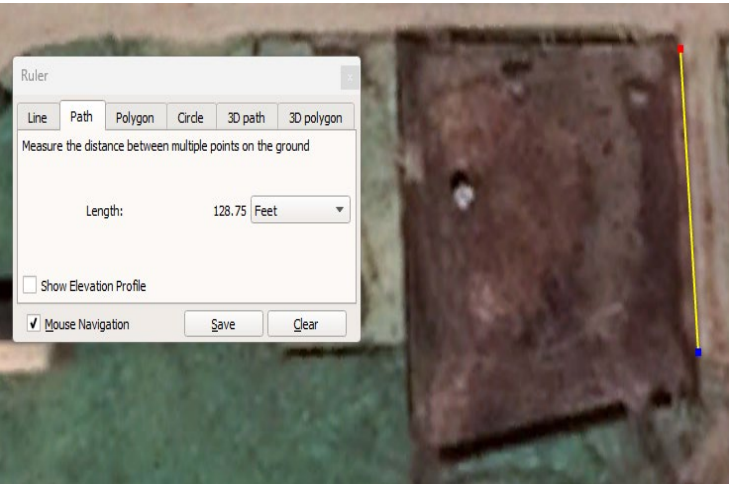 Ruler
Line Path Polygon Circle 3D path 3D polygon
Measure the distance between multiple points on the ground
Length: 128.75 Feet
Show Elevation Profile
Mouse Navigation Save Clear